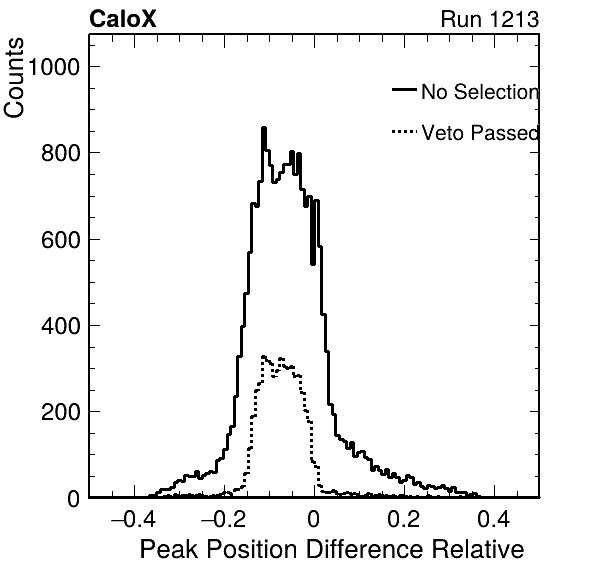 CaloX Run 1213
Counts
1000
800
600
400
200
0
No Selection
Veto Passed
−0.4 −0.2 0 0.2 0.4
Peak Position Difference Relative